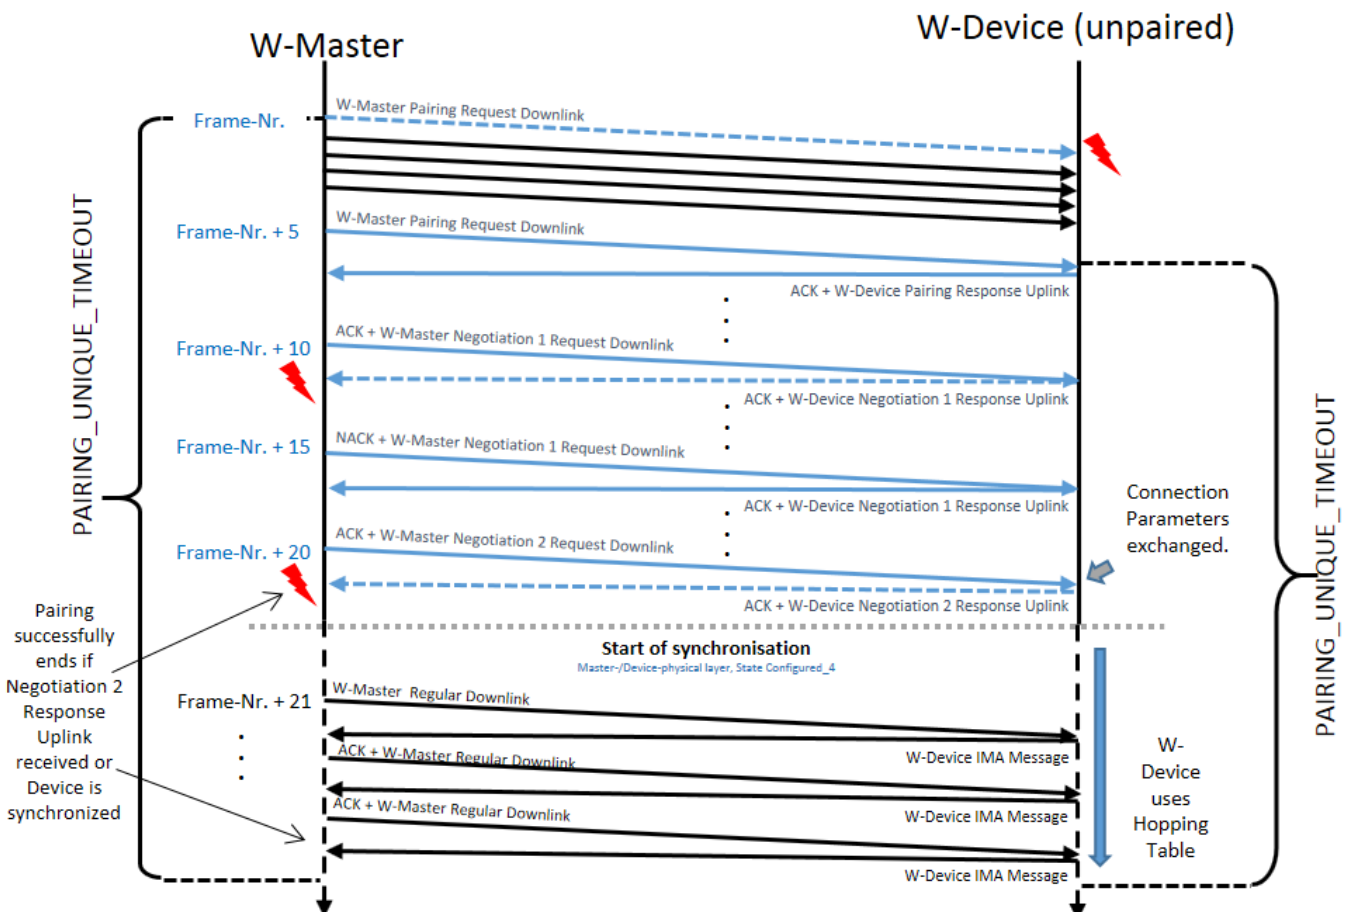 W-Master
W-Device (unpaired)
W-Master Pairing Request Downlink
Frame-Nr.
W-Master Pairing Request Downlink
Frame-Nr. + 5
ACK + W-Device Pairing Response Uplink
ACK + W-Master Negotiation 1 Request Downlink
Frame-Nr. + 10
ACK + W-Device Negotiation 1 Response Uplink
NACK + W-Master Negotiation 1 Request Downlink
Frame-Nr. + 15
ACK + W-Device Negotiation 1 Response Uplink
Connection
Parameters
exchanged.
ACK + W-Master Negotiation 2 Request Downlink
Frame-Nr. + 20
ACK + W-Device Negotiation 2 Response Uplink
PAIRING_UNIQUE_TIMEOUT
PAIRING_UNIQUE_TIMEOUT
Pairing
successfully
ends if
Negotiation 2
Response
Uplink
received or
Device is
synchronized
Start of synchronisation
Master-/Device-physical layer, State Configured_4
W-Master Regular Downlink
Frame-Nr. + 21
W-Device IMA Message
ACK + W-Master Regular Downlink
W-Device IMA Message
ACK + W-Master Regular Downlink
W-Device IMA Message
W-
Device
uses
Hopping
Table